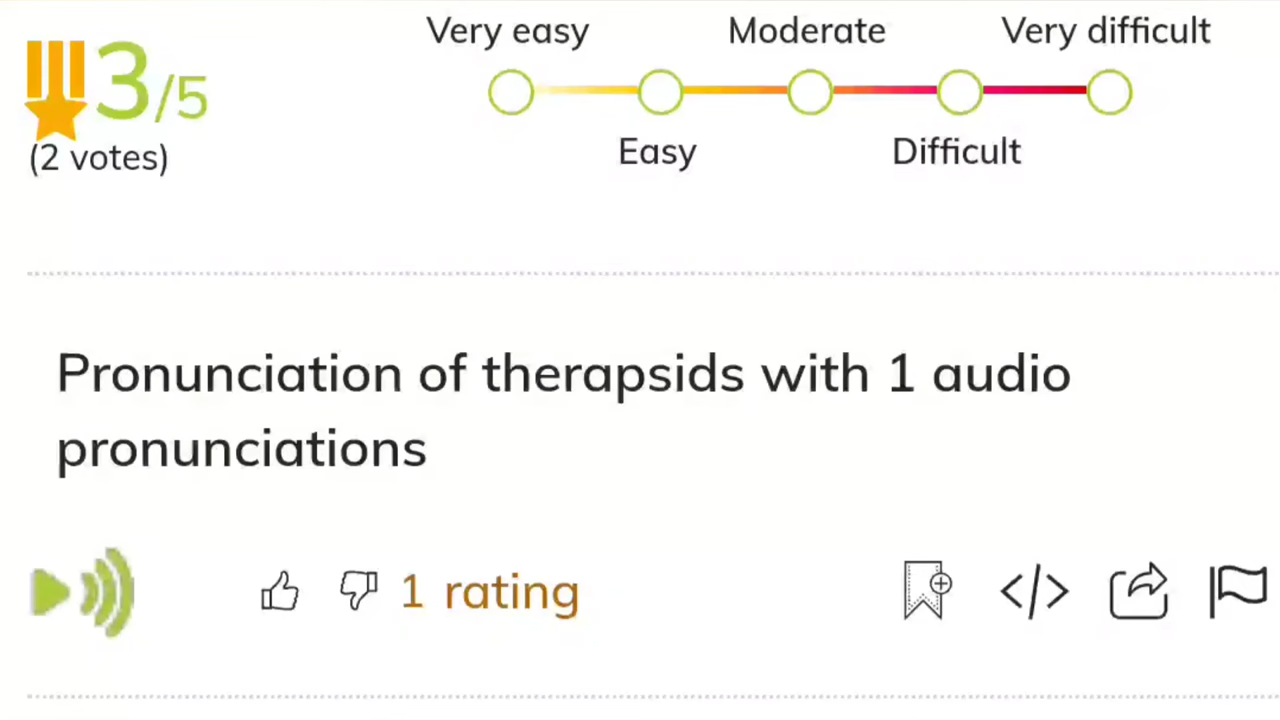 Very easy Moderate Very difficult
3/5
Easy Difficult
(2 votes)
Pronunciation of therapsids with 1 audio
pronunciations
1 rating